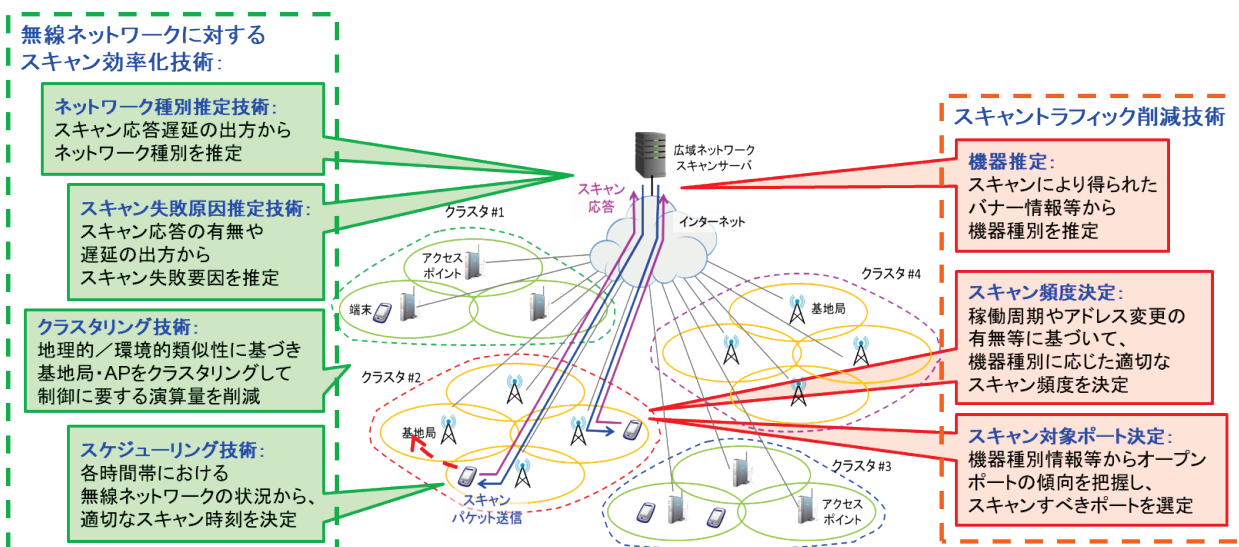 無線ネットワークに対する
スキャン効率化技術:
ネットワーク種別推定技術:
スキャン応答遅延の出方から
ネットワーク種別を推定
スキャン失敗原因推定技術:
スキャン応答の有無や
遅延の出方から
スキャン失敗要因を推定
クラスタリング技術:
地理的／環境的類似性に基づき
基地局・APをクラスタリングして
制御に要する演算量を削減
スケジューリング技術:
各時間帯における
無線ネットワークの状況から、
適切なスキャン時刻を決定
広域ネットワーク
スキャンサーバ
スキャン
応答
インターネット
クラスタ#1
アクセス
ポイント
端末
クラスタ#2
基地局
スキャン
パケット送信
クラスタ#4
基地局
クラスタ#3
アクセス
ポイント
スキャントラフィック削減技術
機器推定:
スキャンにより得られた
バナー情報等から
機器種別を推定
スキャン頻度決定:
稼働周期やアドレス変更の
有無等に基づいて、
機器種別に応じた適切な
スキャン頻度を決定
スキャン対象ポート決定:
機器種別情報等からオープン
ポートの傾向を把握し、
スキャンすべきポートを選定